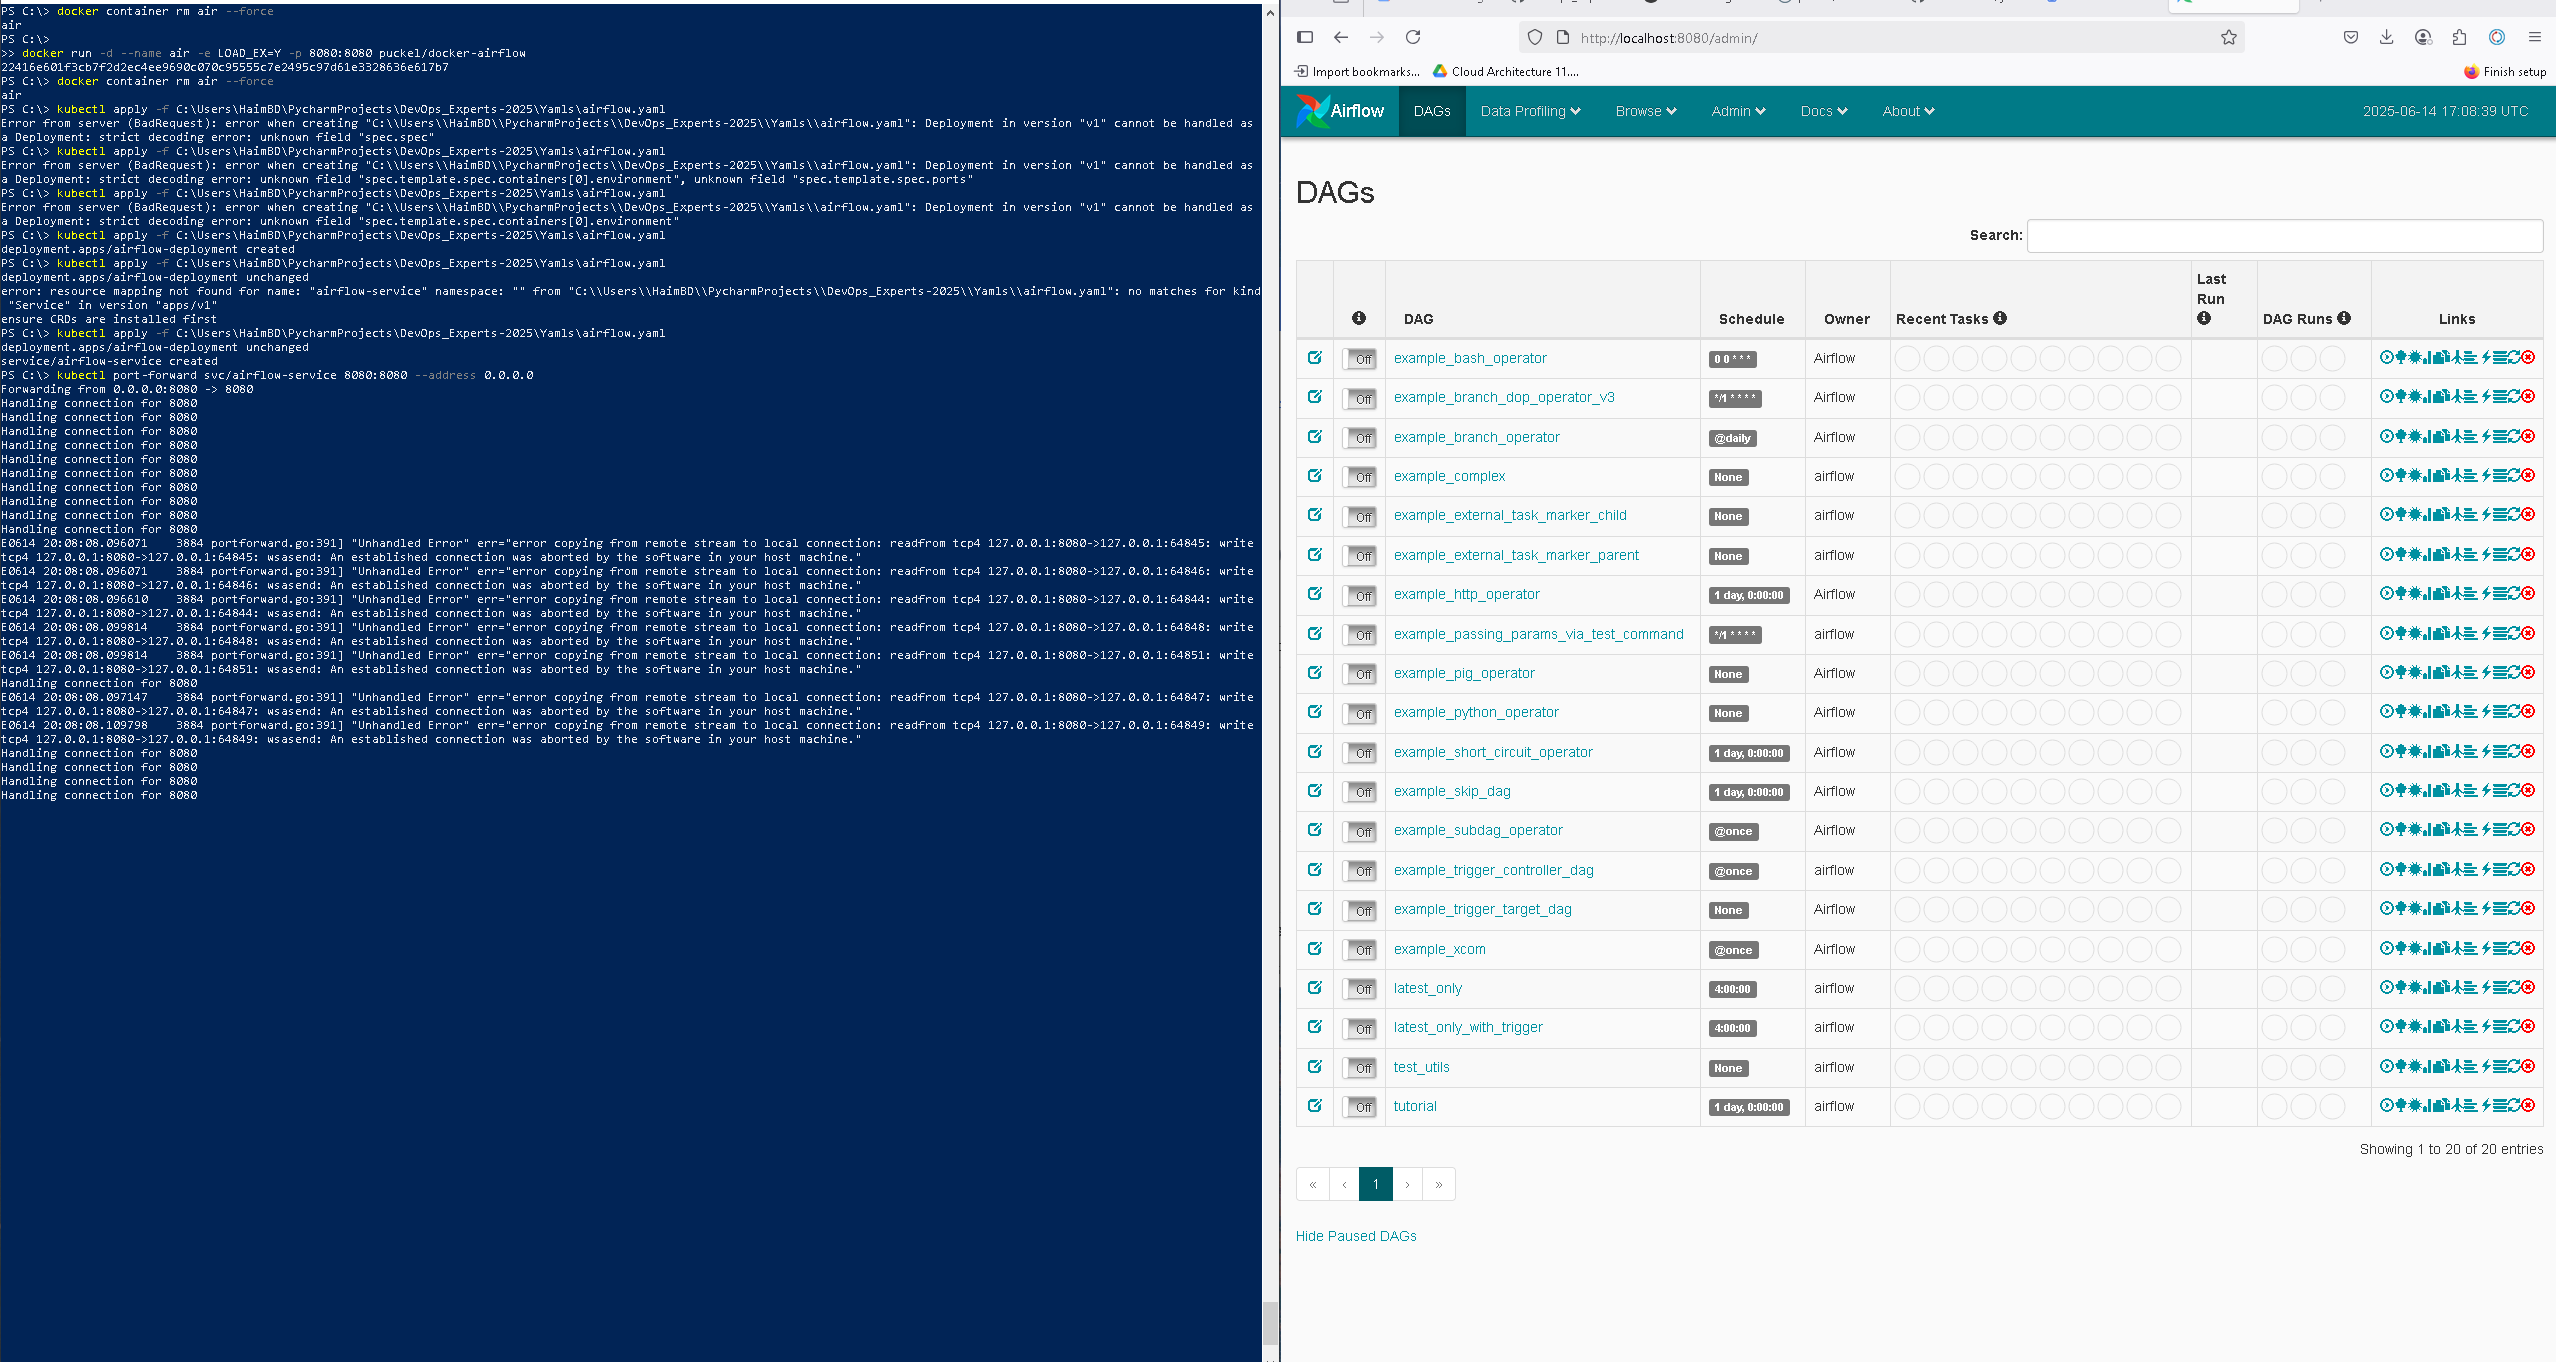 PS C:\> docker container rm air --force
air
PS C:\>
>> docker run -d --name air -e LOAD_EX=Y -p 8080:8080 puckel/docker-airflow
22416e601f3cb7f2d2ec4ee9690c070c95555c7e2495c97d61e3328636e617b7
PS C:\> docker container rm air --force
air
PS C:\> kubectl apply -f C:\Users\HaimBD\PycharmProjects\DevOps_Experts-2025\Yamls\airflow.yaml
Error from server (BadRequest): error when creating "C:\\Users\\HaimBD\\PycharmProjects\\DevOps_Experts-2025\\Yamls\\airflow.yaml": Deployment in version "v1" cannot be handled as
a Deployment: strict decoding error: unknown field "spec.spec"
PS C:\> kubectl apply -f C:\Users\HaimBD\PycharmProjects\DevOps_Experts-2025\Yamls\airflow.yaml
Error from server (BadRequest): error when creating "C:\\Users\\HaimBD\\PycharmProjects\\DevOps_Experts-2025\\Yamls\\airflow.yaml": Deployment in version "v1" cannot be handled as
a Deployment: strict decoding error: unknown field "spec.template.spec.containers[0].environment", unknown field "spec.template.spec.ports"
PS C:\> kubectl apply -f C:\Users\HaimBD\PycharmProjects\DevOps_Experts-2025\Yamls\airflow.yaml
Error from server (BadRequest): error when creating "C:\\Users\\HaimBD\\PycharmProjects\\DevOps_Experts-2025\\Yamls\\airflow.yaml": Deployment in version "v1" cannot be handled as
a Deployment: strict decoding error: unknown field "spec.template.spec.containers[0].environment"
PS C:\> kubectl apply -f C:\Users\HaimBD\PycharmProjects\DevOps_Experts-2025\Yamls\airflow.yaml
deployment.apps/airflow-deployment created
PS C:\> kubectl apply -f C:\Users\HaimBD\PycharmProjects\DevOps_Experts-2025\Yamls\airflow.yaml
deployment.apps/airflow-deployment unchanged
error: resource mapping not found for name: "airflow-service" namespace: "" from "C:\\Users\\HaimBD\\PycharmProjects\\DevOps_Experts-2025\\Yamls\\airflow.yaml": no matches for kind
"Service" in version "apps/v1"
ensure CRDs are installed first
PS C:\> kubectl apply -f C:\Users\HaimBD\PycharmProjects\DevOps_Experts-2025\Yamls\airflow.yaml
deployment.apps/airflow-deployment unchanged
service/airflow-service created
PS C:\> kubectl port-forward svc/airflow-service 8080:8080 --address 0.0.0.0
Forwarding from 0.0.0.0:8080 -> 8080
Handling connection for 8080
Handling connection for 8080
Handling connection for 8080
Handling connection for 8080
Handling connection for 8080
Handling connection for 8080
Handling connection for 8080
Handling connection for 8080
Handling connection for 8080
Handling connection for 8080
E0614 20:08:08.096071    3884 portforward.go:391] "Unhandled Error" err="error copying from remote stream to local connection: readfrom tcp4 127.0.0.1:8080->127.0.0.1:64845: write
tcp4 127.0.0.1:8080->127.0.0.1:64845: wsasend: An established connection was aborted by the software in your host machine."
E0614 20:08:08.096071    3884 portforward.go:391] "Unhandled Error" err="error copying from remote stream to local connection: readfrom tcp4 127.0.0.1:8080->127.0.0.1:64846: write
tcp4 127.0.0.1:8080->127.0.0.1:64846: wsasend: An established connection was aborted by the software in your host machine."
E0614 20:08:08.096610    3884 portforward.go:391] "Unhandled Error" err="error copying from remote stream to local connection: readfrom tcp4 127.0.0.1:8080->127.0.0.1:64844: write
tcp4 127.0.0.1:8080->127.0.0.1:64844: wsasend: An established connection was aborted by the software in your host machine."
E0614 20:08:08.099814    3884 portforward.go:391] "Unhandled Error" err="error copying from remote stream to local connection: readfrom tcp4 127.0.0.1:8080->127.0.0.1:64848: write
tcp4 127.0.0.1:8080->127.0.0.1:64848: wsasend: An established connection was aborted by the software in your host machine."
E0614 20:08:08.099814    3884 portforward.go:391] "Unhandled Error" err="error copying from remote stream to local connection: readfrom tcp4 127.0.0.1:8080->127.0.0.1:64851: write
tcp4 127.0.0.1:8080->127.0.0.1:64851: wsasend: An established connection was aborted by the software in your host machine."
Handling connection for 8080
E0614 20:08:08.097147    3884 portforward.go:391] "Unhandled Error" err="error copying from remote stream to local connection: readfrom tcp4 127.0.0.1:8080->127.0.0.1:64847: write
tcp4 127.0.0.1:8080->127.0.0.1:64847: wsasend: An established connection was aborted by the software in your host machine."
E0614 20:08:08.109798    3884 portforward.go:391] "Unhandled Error" err="error copying from remote stream to local connection: readfrom tcp4 127.0.0.1:8080->127.0.0.1:64849: write
tcp4 127.0.0.1:8080->127.0.0.1:64849: wsasend: An established connection was aborted by the software in your host machine."
Handling connection for 8080
Handling connection for 8080
Handling connection for 8080
Handling connection for 8080
http://localhost:8080/admin/
Import bookmarks... Cloud Architecture 11.... Finish setup
Airflow DAGs Data Profiling Browse Admin Docs About 2025-06-14 17:08:39 UTC
DAGs
Search:
DAG Schedule Owner Recent Tasks Last Run DAG Runs Links
Off example_bash_operator 0 0 * * * Airflow
Off example_branch_dop_operator_v3 */1 * * * * Airflow
Off example_branch_operator @daily Airflow
Off example_complex None airflow
Off example_external_task_marker_child None airflow
Off example_external_task_marker_parent None airflow
Off example_http_operator 1 day, 0:00:00 airflow
Off example_passing_params_via_test_command */1 * * * * airflow
Off example_pig_operator None Airflow
Off example_python_operator None Airflow
Off example_short_circuit_operator 1 day, 0:00:00 Airflow
Off example_skip_dag 1 day, 0:00:00 Airflow
Off example_subdag_operator @once Airflow
Off example_trigger_controller_dag @once airflow
Off example_trigger_target_dag None Airflow
Off example_xcom @once Airflow
Off latest_only 4:00:00 airflow
Off latest_only_with_trigger 4:00:00 airflow
Off test_utils None airflow
Off tutorial 1 day, 0:00:00 airflow
Showing 1 to 20 of 20 entries
« ‹ 1 › »
Hide Paused DAGs